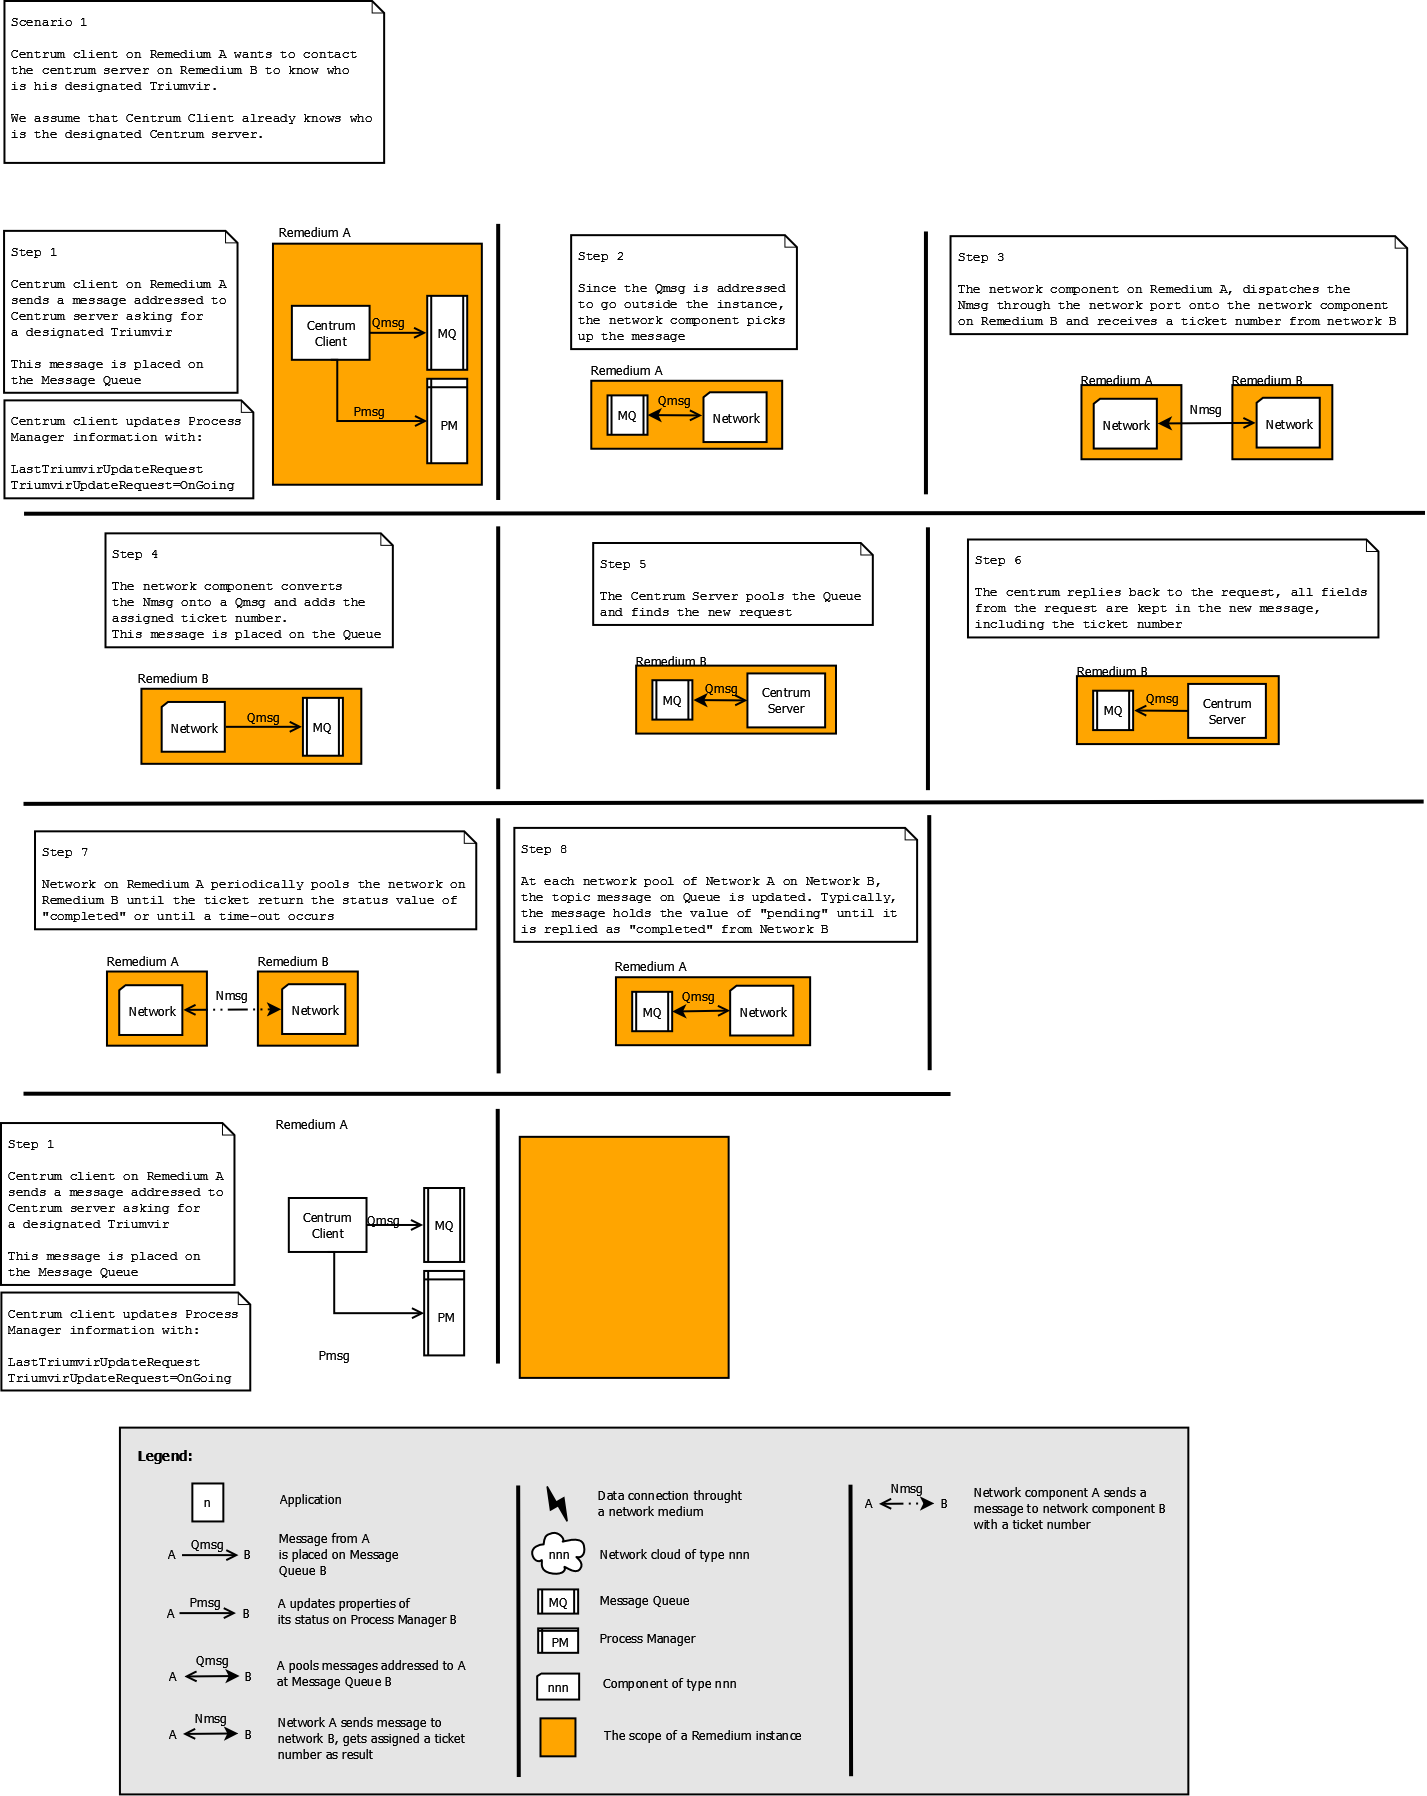 Scenario 1
Centrum client on Remedium A wants to contact
the centrum server on Remedium B to know who
is his designated Triumvir.
We assume that Centrum Client already knows who
is the designated Centrum server.
Step 1
Centrum client on Remedium A
sends a message addressed to
Centrum server asking for
a designated Triumvir
This message is placed on
the Message Queue
Centrum client updates Process
Manager information with:
LastTriumvirUpdateRequest
TriumvirUpdateRequest=OnGoing
Remedium A
Centrum
Client
Qmsg
MQ
Pmsg
PM
Step 2
Since the Qmsg is addressed
to go outside the instance,
the network component picks
up the message
Remedium A
MQ
Qmsg
Network
Step 3
The network component on Remedium A, dispatches the
Nmsg through the network port onto the network component
on Remedium B and receives a ticket number from network B
Remedium A
Remedium B
Network
Nmsg
Network
Step 4
The network component converts
the Nmsg onto a Qmsg and adds the
assigned ticket number.
This message is placed on the Queue
Remedium B
Network
Qmsg
MQ
Step 5
The Centrum Server pools the Queue
and finds the new request
Remedium B
MQ
Qmsg
Centrum
Server
Step 6
The centrum replies back to the request, all fields
from the request are kept in the new message,
including the ticket number
Remedium B
MQ
Qmsg
Centrum
Server
Step 7
Network on Remedium A periodically pools the network on
Remedium B until the ticket return the status value of
"completed" or until a time-out occurs
Remedium A
Remedium B
Network
Nmsg
Network
Step 8
At each network pool of Network A on Network B,
the topic message on Queue is updated. Typically,
the message holds the value of "pending" until it
is replied as "completed" from Network B
Remedium A
MQ
Qmsg
Network
Step 1
Centrum client on Remedium A
sends a message addressed to
Centrum server asking for
a designated Triumvir
This message is placed on
the Message Queue
Centrum client updates Process
Manager information with:
LastTriumvirUpdateRequest
TriumvirUpdateRequest=OnGoing
Remedium A
Centrum
Client
Qmsg
MQ
PM
Pmsg
Legend:
n
Application
A Qmsg B
Message from A
is placed on Message
Queue B
A Pmsg B
A updates properties of
its status on Process Manager B
A Qmsg B
A pools messages addressed to A
at Message Queue B
A Nmsg B
Network A sends message to
network B, gets assigned a ticket
number as result
Data connection throught
a network medium
nnn
Network cloud of type nnn
MQ
Message Queue
PM
Process Manager
nnn
Component of type nnn
The scope of a Remedium instance
A Nmsg B
Network component A sends a
message to network component B
with a ticket number